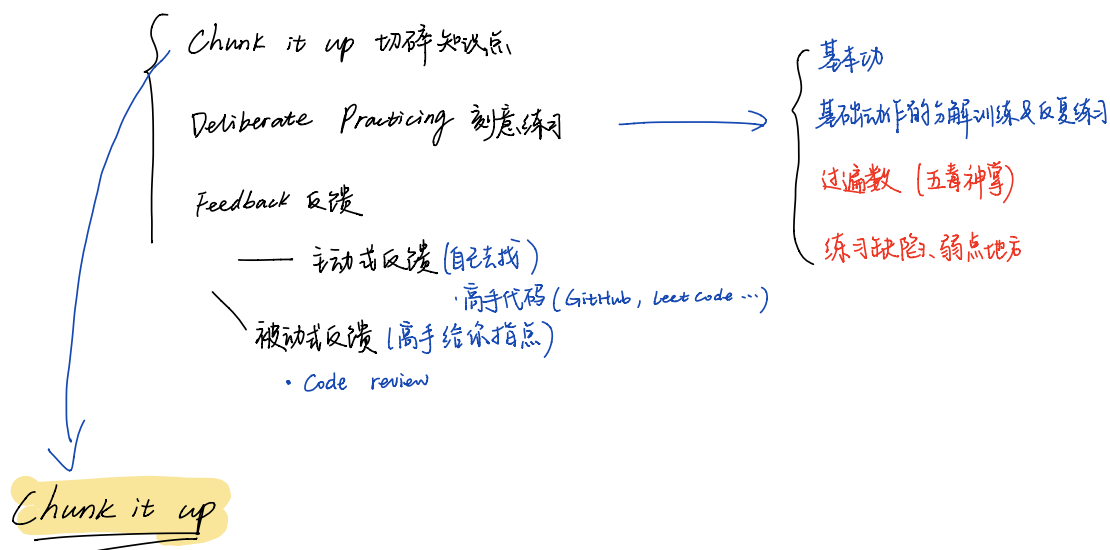 Chunk it up 切碎知识点
Deliberate Practicing 刻意练习
Feedback 反馈
主动式反馈 (自己去找)
· 高手代码 (GitHub, leetcode ...)
被动式反馈 (高手给你指点)
· Code review
基本功
基础动作的分解训练及反复练习
过遍数 (五毒神掌)
练习缺陷、弱点地方
Chunk it up